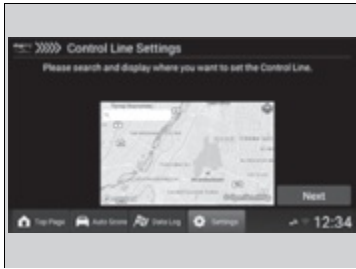 Control Line Settings
Please search and display where you want to set the Control Line.
Next
Top Page Auto Score Data Log Settings 12:34